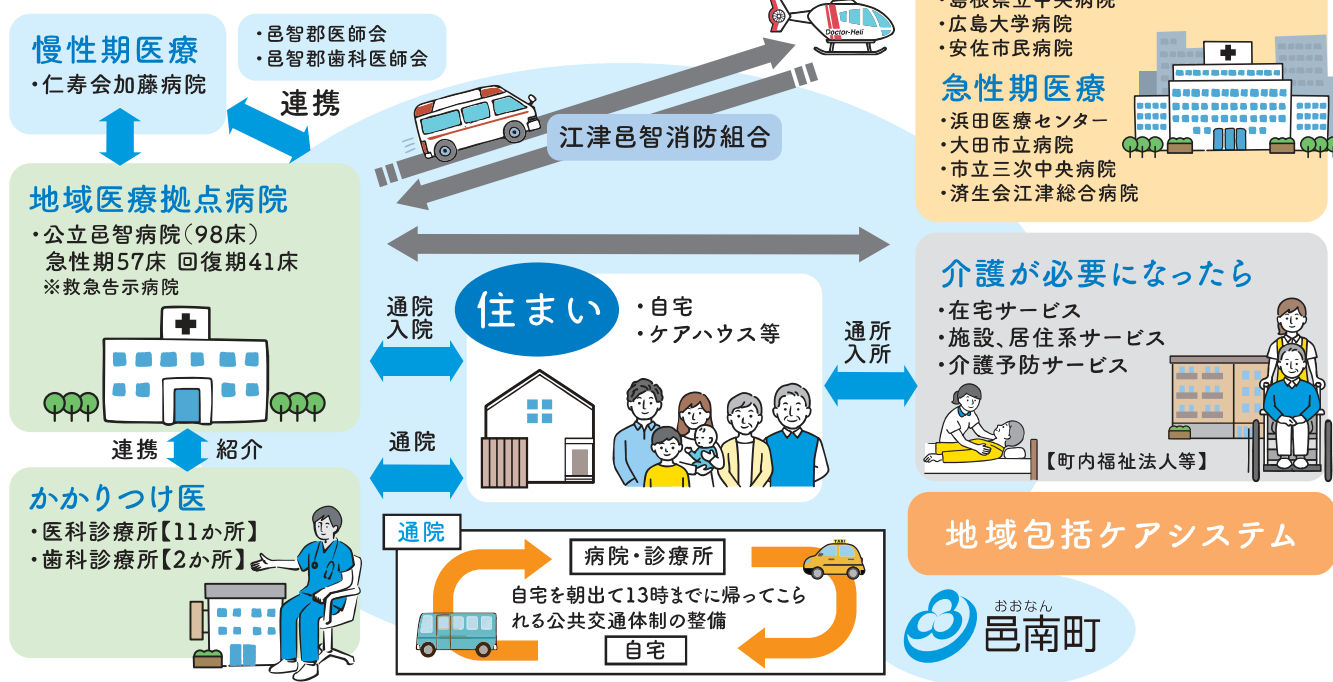 慢性期医療
・仁寿会加藤病院
・邑智郡医師会
・邑智郡歯科医師会
連携
Doctor-Heli
江津邑智消防組合
・島根県立中央病院
・広島大学病院
・安佐市民病院
急性期医療
・浜田医療センター
・大田市立病院
・市立三次中央病院
・済生会江津総合病院
地域医療拠点病院
・公立邑智病院（98床）
急性期57床 回復期41床
※救急告示病院
連携
紹介
かかりつけ医
・医科診療所【11か所】
・歯科診療所【2か所】
通院
入院
通院
住まい
・自宅
・ケアハウス等
通所
入所
介護が必要になったら
・在宅サービス
・施設、居住系サービス
・介護予防サービス
【町内福祉法人等】
地域包括ケアシステム
通院
病院・診療所
TAXI
自宅を朝出て13時までに帰ってこら
れる公共交通体制の整備
自宅
おおなん
邑南町